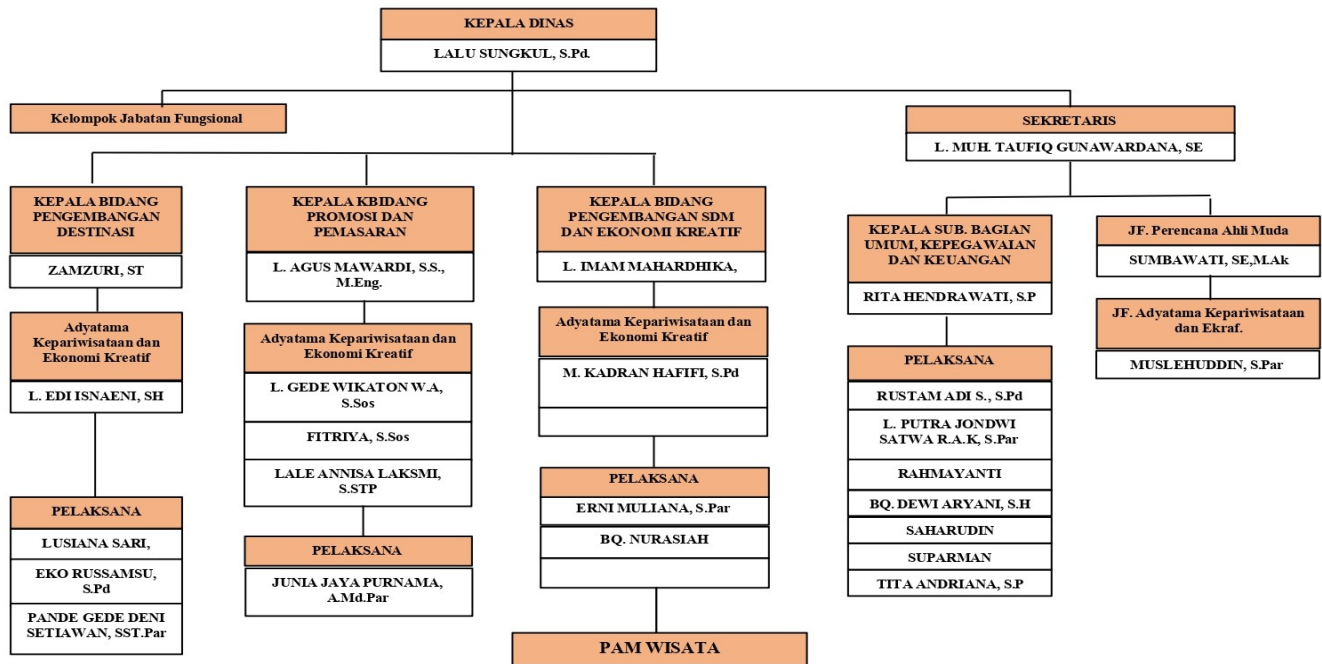 KEPALA DINAS
LALU SUNGKUL, S.Pd.
Kelompok Jabatan Fungsional
SEKRETARIS
L. MUH. TAUFIQ GUNAWARDANA, SE
KEPALA BIDANG
PENGEMBANGAN
DESTINASI
ZAMZURI, ST
Adyatama
Kepariwisataan dan
Ekonomi Kreatif
L. EDI ISNAENI, SH
PELAKSANA
LUSIANA SARI,
EKO RUSSAMSU,
S.Pd
PANDE GEDE DENI
SETIAWAN, SST.Par
KEPALA KBIDANG
PROMOSI DAN
PEMASARAN
L. AGUS MAWARDI, S.S.,
M.Eng.
Adyatama Kepariwisataan dan
Ekonomi Kreatif
L. GEDE WIKATON W.A,
S.Sos
FITRIYA, S.Sos
LALE ANNISA LAKSMI,
S.STP
PELAKSANA
JUNIA JAYA PURNAMA,
A.Md.Par
KEPALA BIDANG
PENGEMBANGAN SDM
DAN EKONOMI KREATIF
L. IMAM MAHARDHIKA,
Adyatama Kepariwisataan dan
Ekonomi Kreatif
M. KADRAN HAFIFI, S.Pd
PELAKSANA
ERNI MULIANA, S.Par
BQ. NURASIAH
PAM WISATA
KEPALA SUB. BAGIAN
UMUM, KEPEGAWAIAN
DAN KEUANGAN
RITA HENDRAWATI, S.P
PELAKSANA
RUSTAM ADI S., S.Pd
L. PUTRA JONDWI
SATWA R.A.K, S.Par
RAHMAYANTI
BQ. DEWI ARYANI, S.H
SAHARUDIN
SUPARMAN
TITA ANDRIANA, S.P
JF. Perencana Ahli Muda
SUMBAWATI, SE,M.Ak
JF. Adyatama Kepariwisataan
dan Ekraf.
MUSLEHUDDIN, S.Par